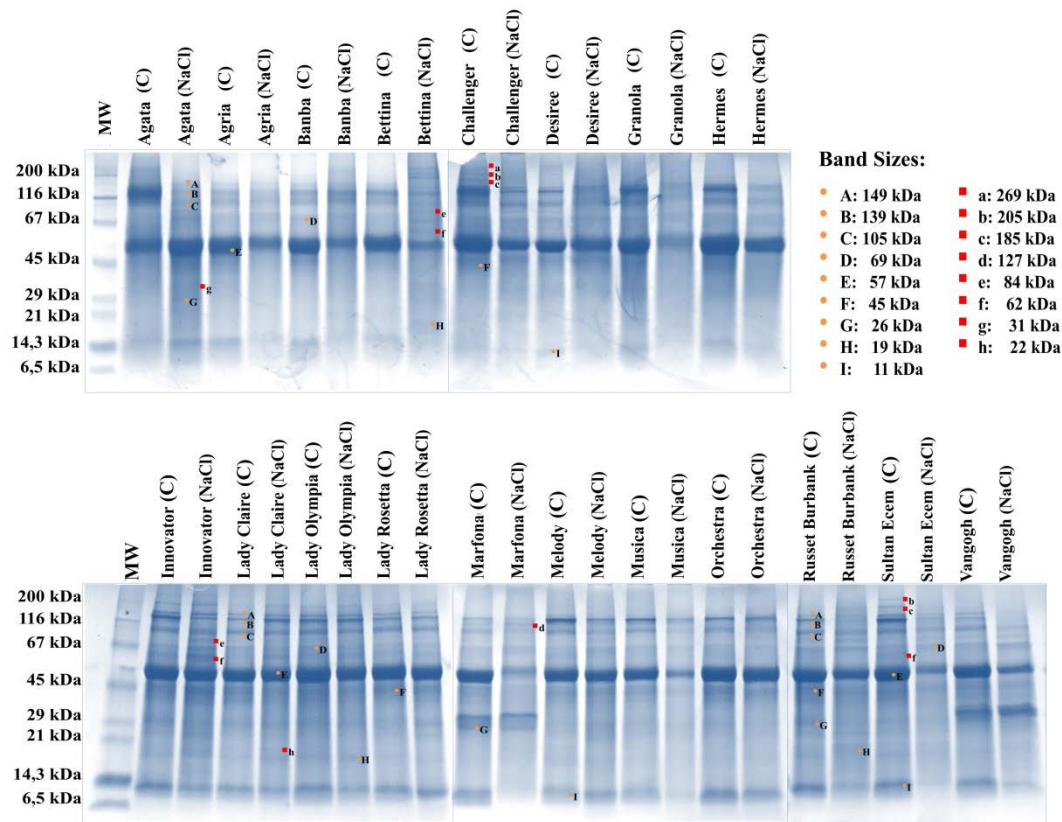 MW
Agata (C)
Agata (NaCl)
Agria (C)
Agria (NaCl)
Banba (C)
Banba (NaCl)
Bettina (C)
Bettina (NaCl)
Challenger (C)
Challenger (NaCl)
Desiree (C)
Desiree (NaCl)
Granola (C)
Granola (NaCl)
Hermes (C)
Hermes (NaCl)
200 kDa
116 kDa
67 kDa
45 kDa
29 kDa
21 kDa
14,3 kDa
6,5 kDa
A
B
C
D
E
g
G
e
f
H
a
b
c
F
I
Band Sizes:
A: 149 kDa
B: 139 kDa
C: 105 kDa
D: 69 kDa
E: 57 kDa
F: 45 kDa
G: 26 kDa
H: 19 kDa
I: 11 kDa
a: 269 kDa
b: 205 kDa
c: 185 kDa
d: 127 kDa
e: 84 kDa
f: 62 kDa
g: 31 kDa
h: 22 kDa
MW
Innovator (C)
Innovator (NaCl)
Lady Claire (C)
Lady Claire (NaCl)
Lady Olympia (C)
Lady Olympia (NaCl)
Lady Rosetta (C)
Lady Rosetta (NaCl)
Marfona (C)
Marfona (NaCl)
Melody (C)
Melody (NaCl)
Musica (C)
Musica (NaCl)
Orchestra (C)
Orchestra (NaCl)
Russet Burbank (C)
Russet Burbank (NaCl)
Sultan Ecem (C)
Sultan Ecem (NaCl)
Vangogh (C)
Vangogh (NaCl)
200 kDa
116 kDa
67 kDa
45 kDa
29 kDa
21 kDa
14,3 kDa
6,5 kDa
e
f
A
B
C
E
h
D
H
F
G
d
I
A
B
C
F
G
H
b
c
f
E
I
D